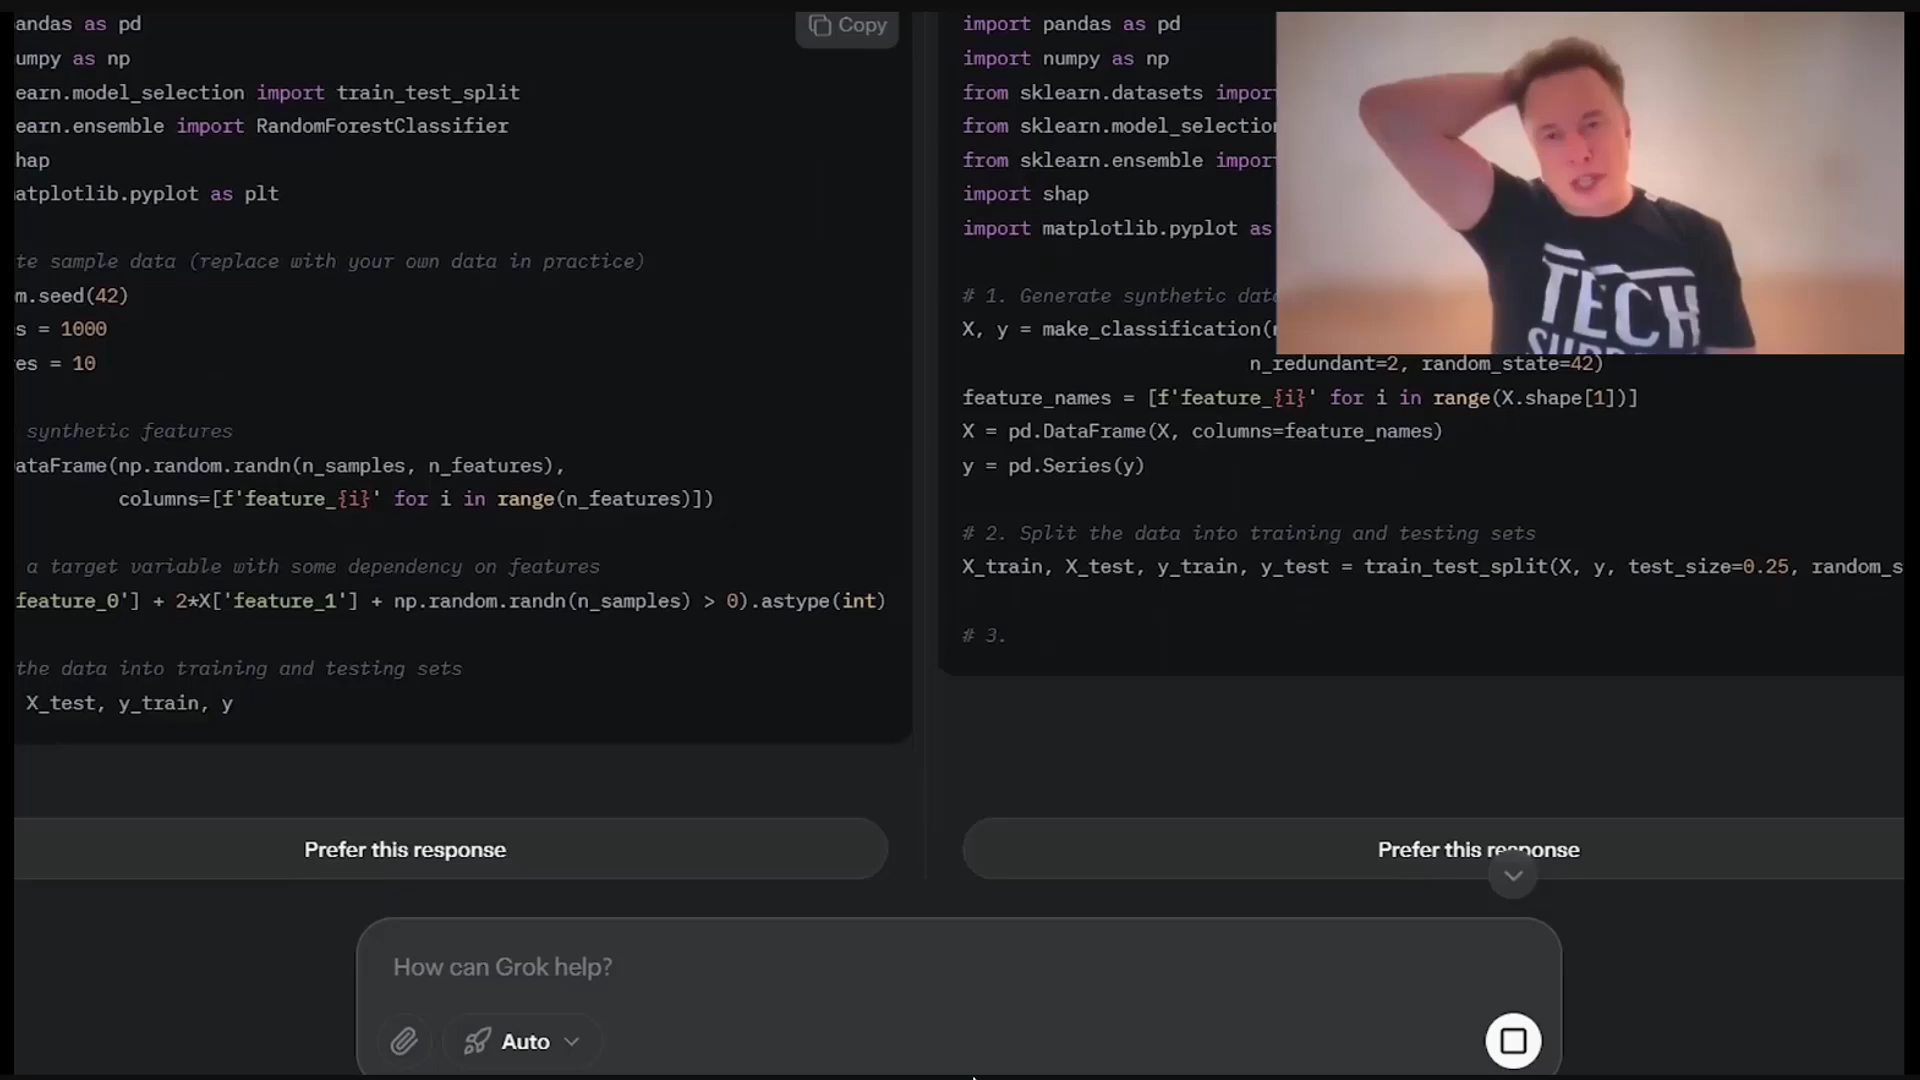 andas as pd
umpy as np
earn.model_selection import train_test_split
earn.ensemble import RandomForestClassifier
hap
atplotlib.pyplot as plt
te sample data (replace with your own data in practice)
m.seed(42)
s = 1000
es = 10
synthetic features
ataFrame(np.random.randn(n_samples, n_features),
columns=[f'feature_{i}' for i in range(n_features)])
a target variable with some dependency on features
feature_0'] + 2*X['feature_1'] + np.random.randn(n_samples) > 0).astype(int)
the data into training and testing sets
X_test, y_train, y
Copy
Prefer this response
import pandas as pd
import numpy as np
from sklearn.datasets import
from sklearn.model_selection
from sklearn.ensemble import
import shap
import matplotlib.pyplot as
# 1. Generate synthetic data
X, y = make_classification(n
n_redundant=2, random_state=42)
feature_names = [f'feature_{i}' for i in range(X.shape[1])]
X = pd.DataFrame(X, columns=feature_names)
y = pd.Series(y)
# 2. Split the data into training and testing sets
X_train, X_test, y_train, y_test = train_test_split(X, y, test_size=0.25, random_s
# 3.
Prefer this response
TECH
SUPP
How can Grok help?
Auto